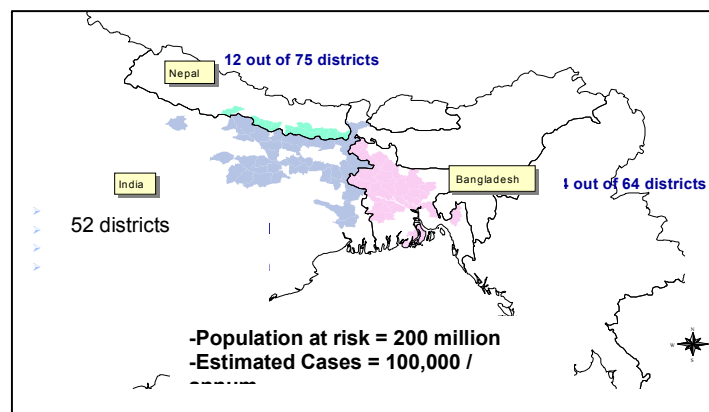 12 out of 75 districts
Nepal
India
Bangladesh
4 out of 64 districts
52 districts
-Population at risk = 200 million
-Estimated Cases = 100,000 /
N
W
E
S